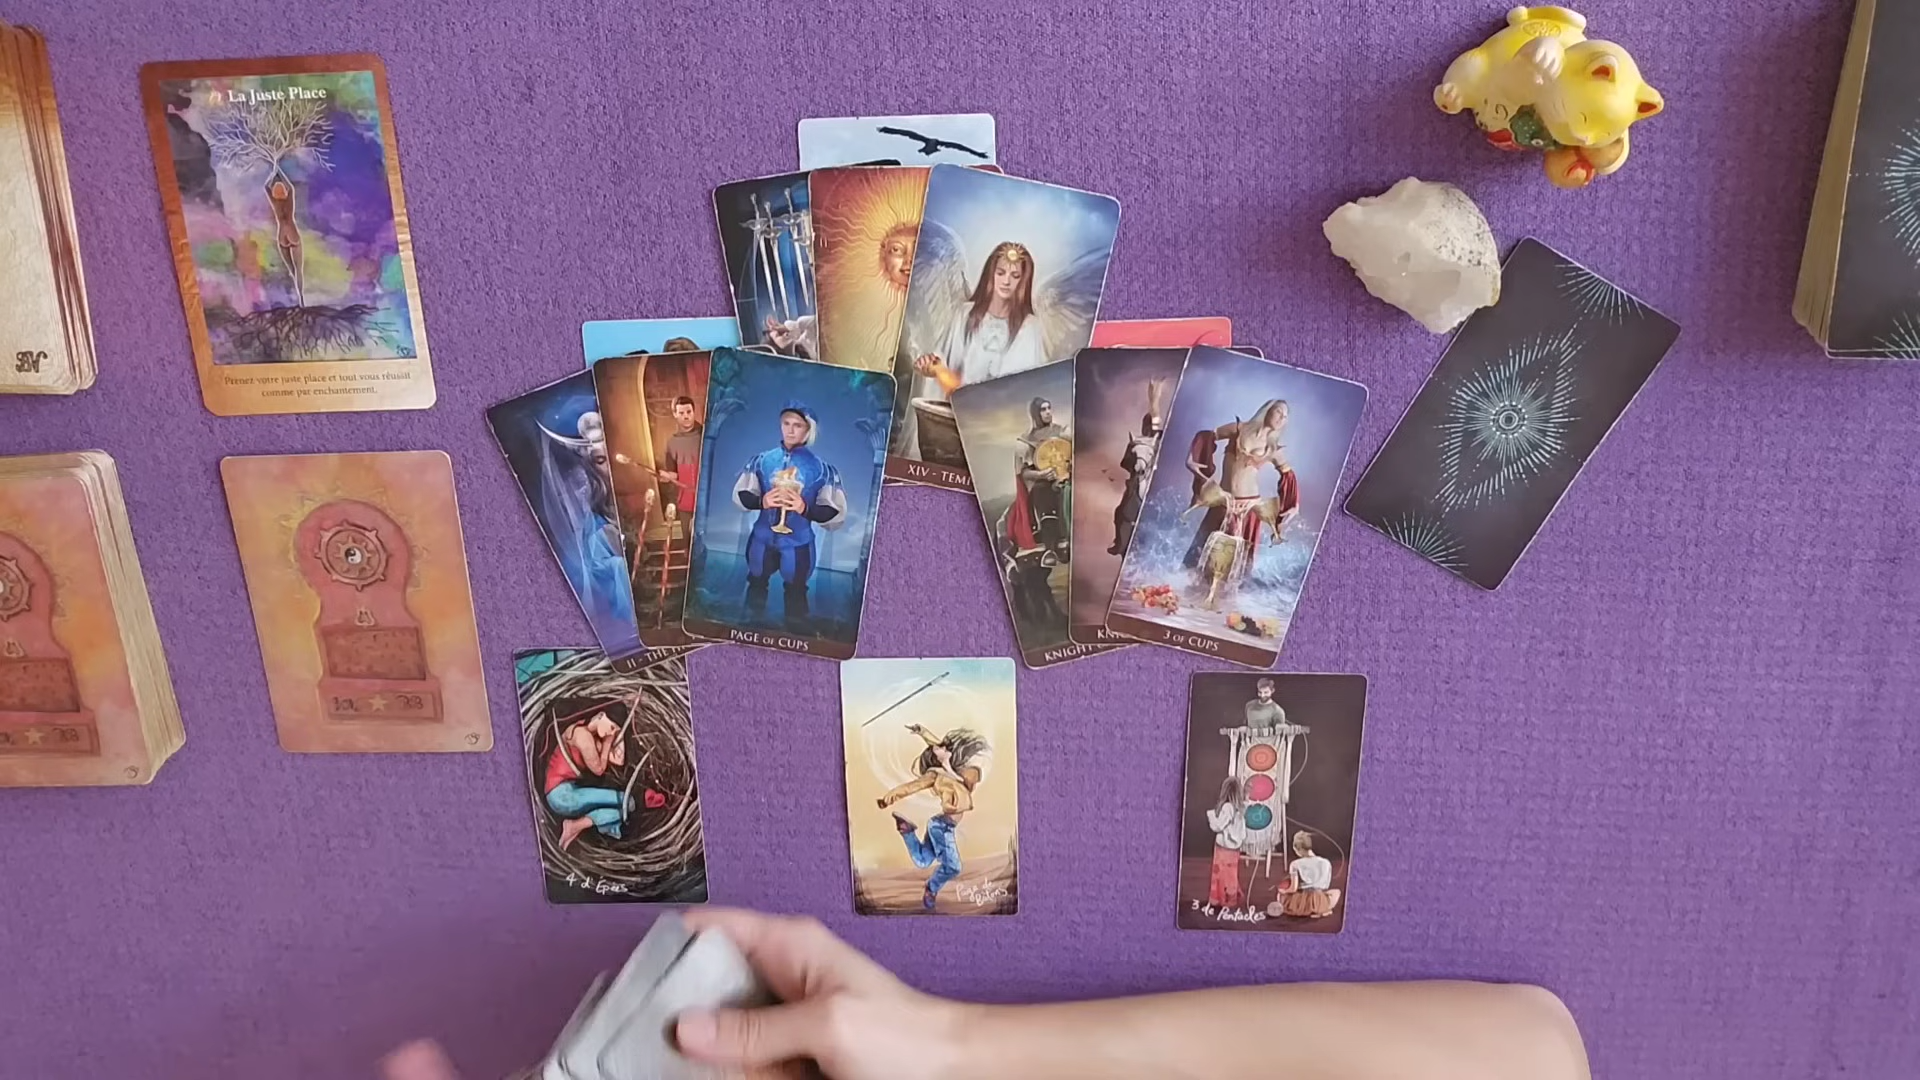 La Juste Place
Prenez votre juste place et tout vous réussit
comme par enchantement.
XIV - TEM
PAGE OF CUPS
II - THE H
KNIGHT
KN
3 OF CUPS
4 d'Épées
Page de
Bâtons
3 de Pentacles